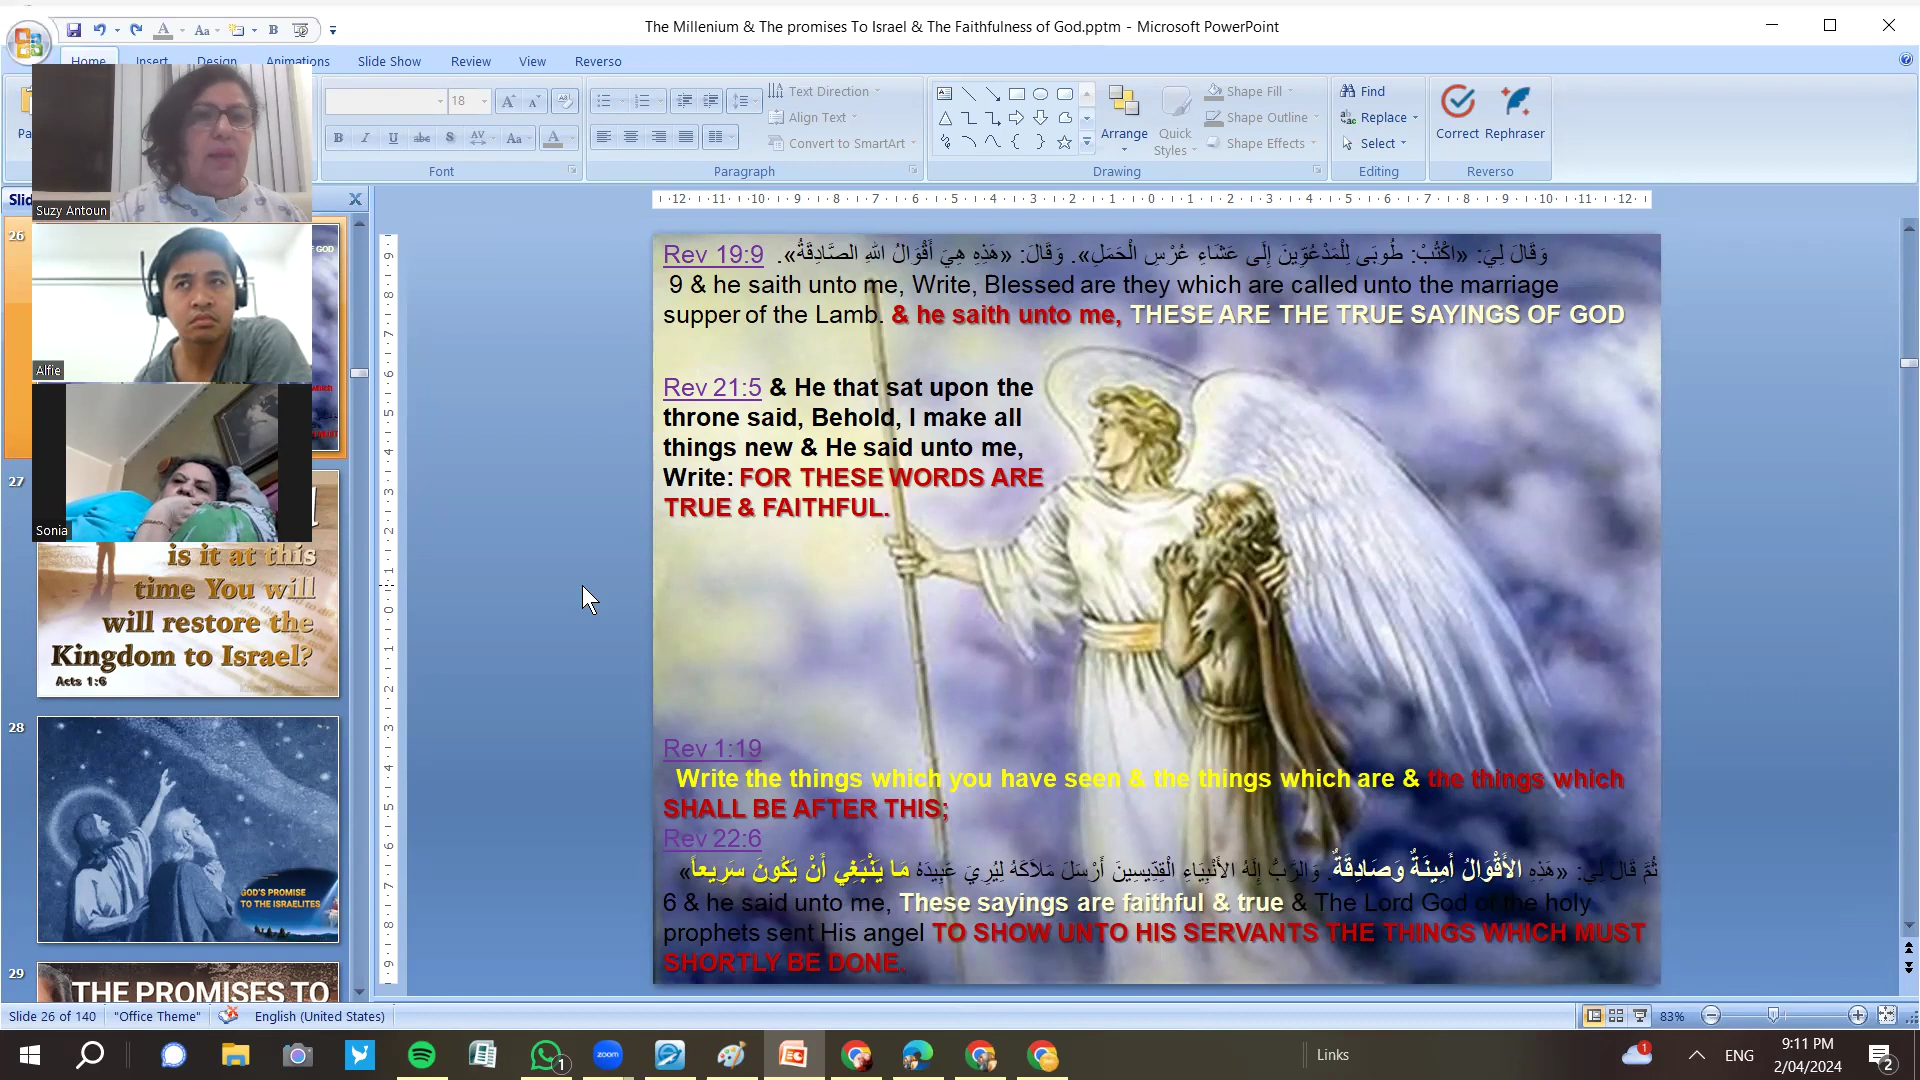 The Millenium & The promises To Israel & The Faithfulness of God.pptm - Microsoft PowerPoint
Home Insert Design Animations Slide Show Review View Reverso
18
Text Direction
Align Text
Convert to SmartArt
Arrange
Quick Styles
Shape Fill
Shape Outline
Shape Effects
Find
Replace
Select
Correct Rephraser
Font Paragraph Drawing Editing Reverso
Suzy Antoun
Alfie
Sonia
26
27
is it at this
time You will
will restore the
Kingdom to Israel?
Acts 1:6
28
GOD'S PROMISE
TO THE ISRAELITES
29
THE PROMISES TO
Rev 19:9 وَقَالَ لِيَ: «اكْتُبْ: طُوبَى لِلْمَدْعُوِّينَ إِلَى عَشَاءِ عُرْسِ الْحَمَلِ». وَقَالَ: «هَذِهِ هِيَ أَقْوَالُ اللهِ الصَّادِقَةُ».
9 & he saith unto me, Write, Blessed are they which are called unto the marriage
supper of the Lamb. & he saith unto me, THESE ARE THE TRUE SAYINGS OF GOD
Rev 21:5 & He that sat upon the
throne said, Behold, I make all
things new & He said unto me,
Write: FOR THESE WORDS ARE
TRUE & FAITHFUL.
Rev 1:19
Write the things which you have seen & the things which are & the things which
SHALL BE AFTER THIS;
Rev 22:6
ثُمَّ قَالَ لِي: «هَذِهِ الأَقْوَالُ أَمِينَةٌ وَصَادِقَةٌ. وَالرَّبُّ إِلَهُ الأَنْبِيَاءِ الْقِدِّيسِينَ أَرْسَلَ مَلاَكَهُ لِيُرِيَ عَبِيدَهُ مَا يَنْبَغِي أَنْ يَكُونَ سَرِيعاً»
6 & he said unto me, These sayings are faithful & true & The Lord God of the holy
prophets sent His angel TO SHOW UNTO HIS SERVANTS THE THINGS WHICH MUST
SHORTLY BE DONE.
Slide 26 of 140 "Office Theme" English (United States) 83%
Links ENG 9:11 PM
2/04/2024